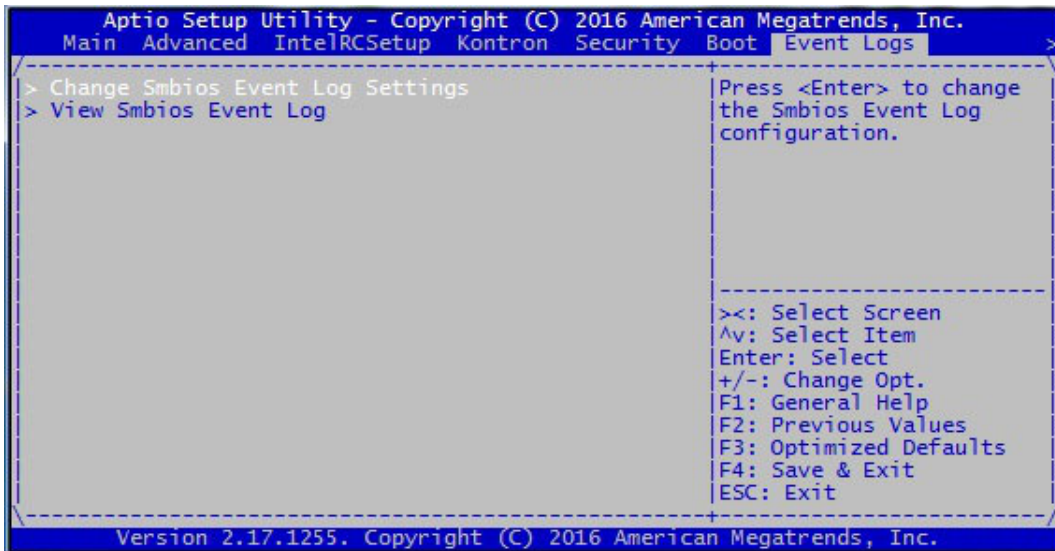 Aptio Setup Utility - Copyright (C) 2016 American Megatrends, Inc.
Main Advanced IntelRCSetup Kontron Security Boot Event Logs >
> Change Smbios Event Log Settings
> View Smbios Event Log
Press <Enter> to change
the Smbios Event Log
configuration.
><: Select Screen
^v: Select Item
Enter: Select
+/-: Change Opt.
F1: General Help
F2: Previous Values
F3: Optimized Defaults
F4: Save & Exit
ESC: Exit
Version 2.17.1255. Copyright (C) 2016 American Megatrends, Inc.